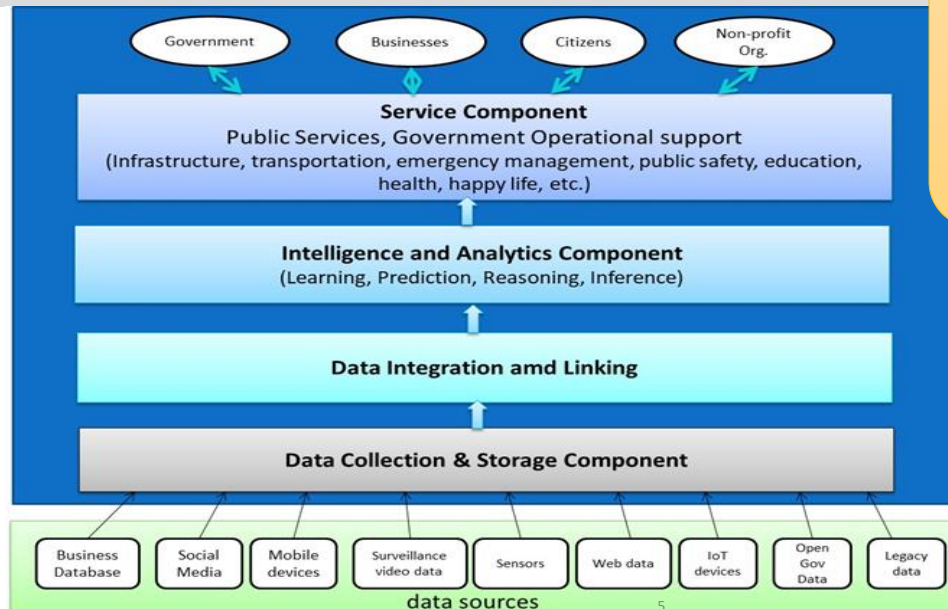 Government
Businesses
Citizens
Non-profit
Org.
Service Component
Public Services, Government Operational support
(Infrastructure, transportation, emergency management, public safety, education,
health, happy life, etc.)
Intelligence and Analytics Component
(Learning, Prediction, Reasoning, Inference)
Data Integration amd Linking
Data Collection & Storage Component
Business
Database
Social
Media
Mobile
devices
Surveillance
video data
Sensors
Web data
IoT
devices
Open
Gov
Data
Legacy
data
data sources
5